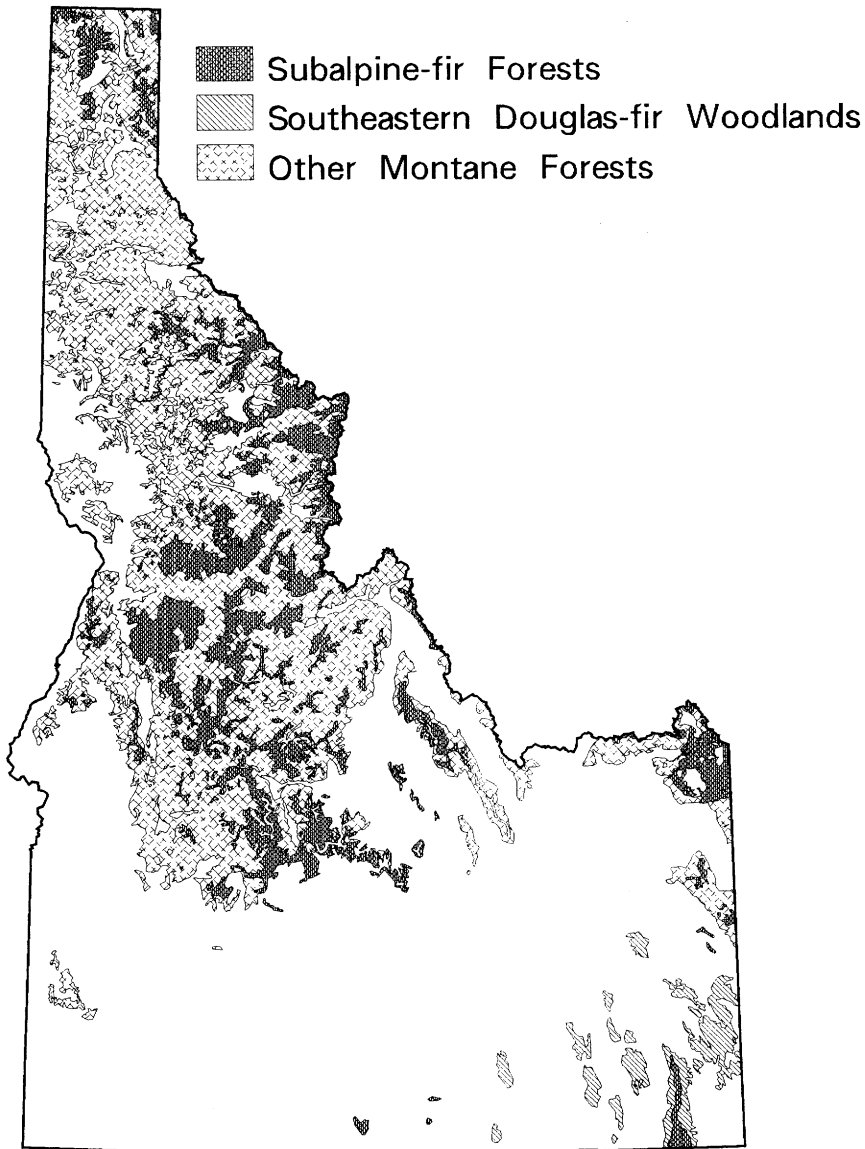 Subalpine-fir Forests
Southeastern Douglas-fir Woodlands
Other Montane Forests